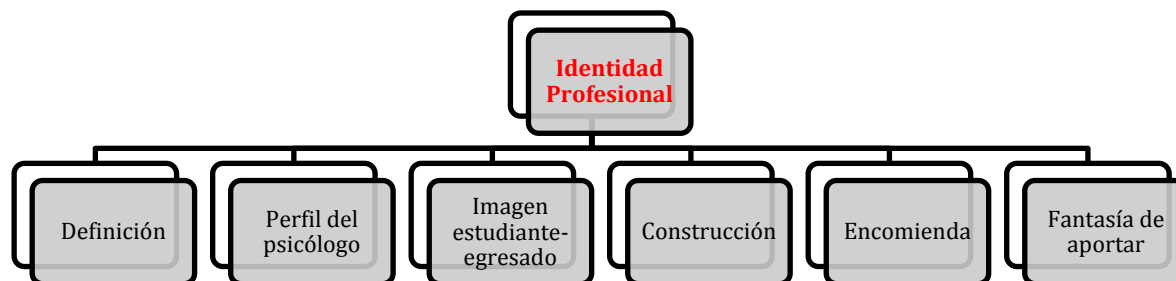 Identidad
Profesional
Definición
Perfil del
psicólogo
Imagen
estudiante-
egresado
Construcción
Encomienda
Fantasía de
aportar